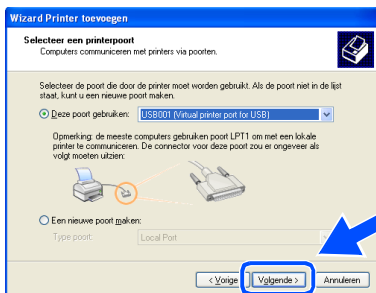 Wizard Printer toevoegen
Selecteer een printerpoort
Computers communiceren met printers via poorten.
Selecteer de poort die door de printer moet worden gebruikt. Als de poort niet in de lijst
staat, kunt u een nieuwe poort maken.
Deze poort gebruiken:
USB001 (Virtual printer port for USB)
Opmerking: de meeste computers gebruiken poort LPT1 om met een lokale
printer te communiceren. De connector voor deze poort zou er ongeveer als
volgt moeten uitzien:
Een nieuwe poort maken:
Type poort:
Local Port
< Vorige
Volgende >
Annuleren